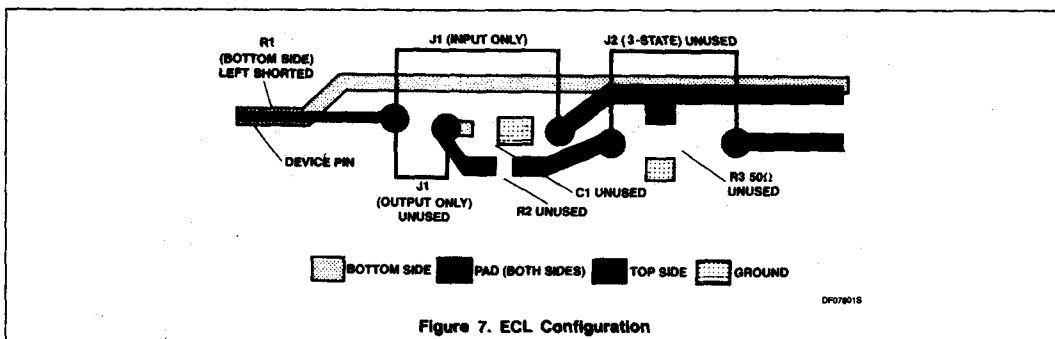 R1
(BOTTOM SIDE)
LEFT SHORTED
J1 (INPUT ONLY)
J2 (3-STATE) UNUSED
DEVICE PIN
J1
(OUTPUT ONLY)
UNUSED
C1 UNUSED
R2 UNUSED
R3 50Ω
UNUSED
BOTTOM SIDE
PAD (BOTH SIDES)
TOP SIDE
GROUND
DF07801S
Figure 7. ECL Configuration